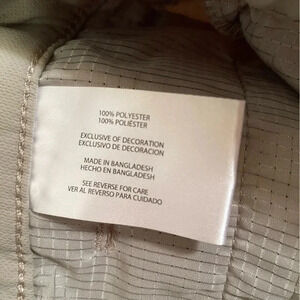 100% POLYESTER
100% POLIÉSTER
EXCLUSIVE OF DECORATION
EXCLUSIVO DE DECORACION
MADE IN BANGLADESH
HECHO EN BANGLADESH
SEE REVERSE FOR CARE
VER AL REVERSO PARA CUIDADO